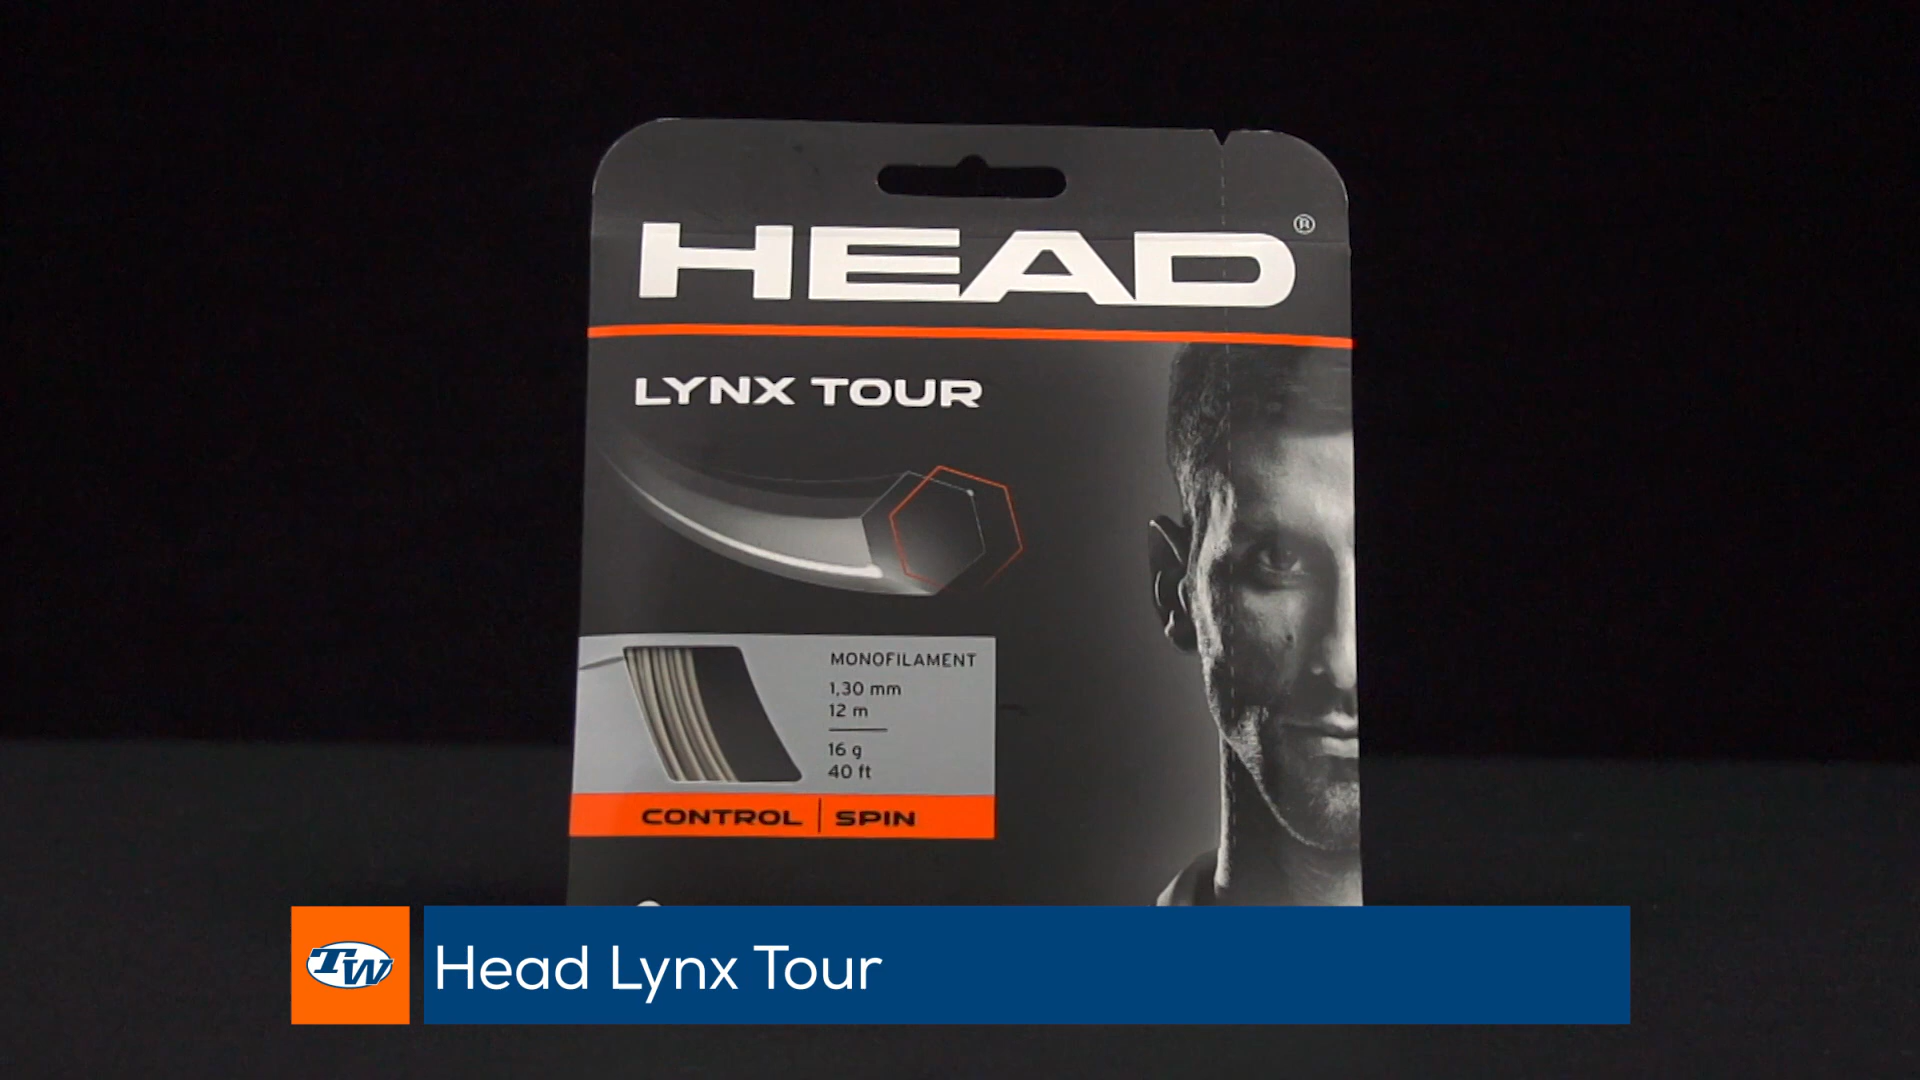 HEAD®
LYNX TOUR
MONOFILAMENT
1,30 mm
12 m
16 g
40 ft
CONTROL | SPIN
TW
Head Lynx Tour